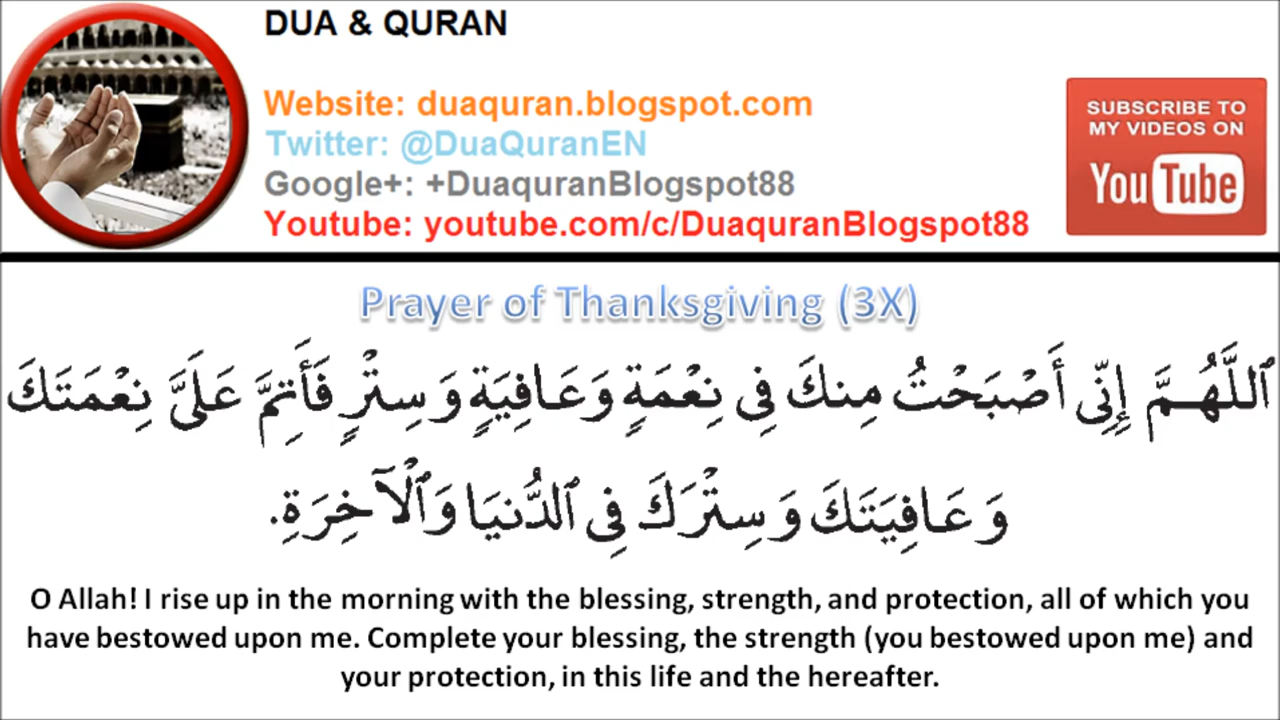 DUA & QURAN
Website: duaquran.blogspot.com
Twitter: @DuaQuranEN
Google+: +DuaquranBlogspot88
Youtube: youtube.com/c/DuaquranBlogspot88
SUBSCRIBE TO
MY VIDEOS ON
YouTube
Prayer of Thanksgiving (3X)
ٱللَّهُمَّ إِنِّى أَصْبَحْتُ مِنكَ فِى نِعْمَةٍ وَعَافِيَةٍ وَسِتْرٍ فَأَتِمَّ عَلَىَّ نِعْمَتَكَ
وَعَافِيَتَكَ وَسِتْرَكَ فِى ٱلدُّنيَا وَٱلْآخِرَةِ.
O Allah! I rise up in the morning with the blessing, strength, and protection, all of which you
have bestowed upon me. Complete your blessing, the strength (you bestowed upon me) and
your protection, in this life and the hereafter.